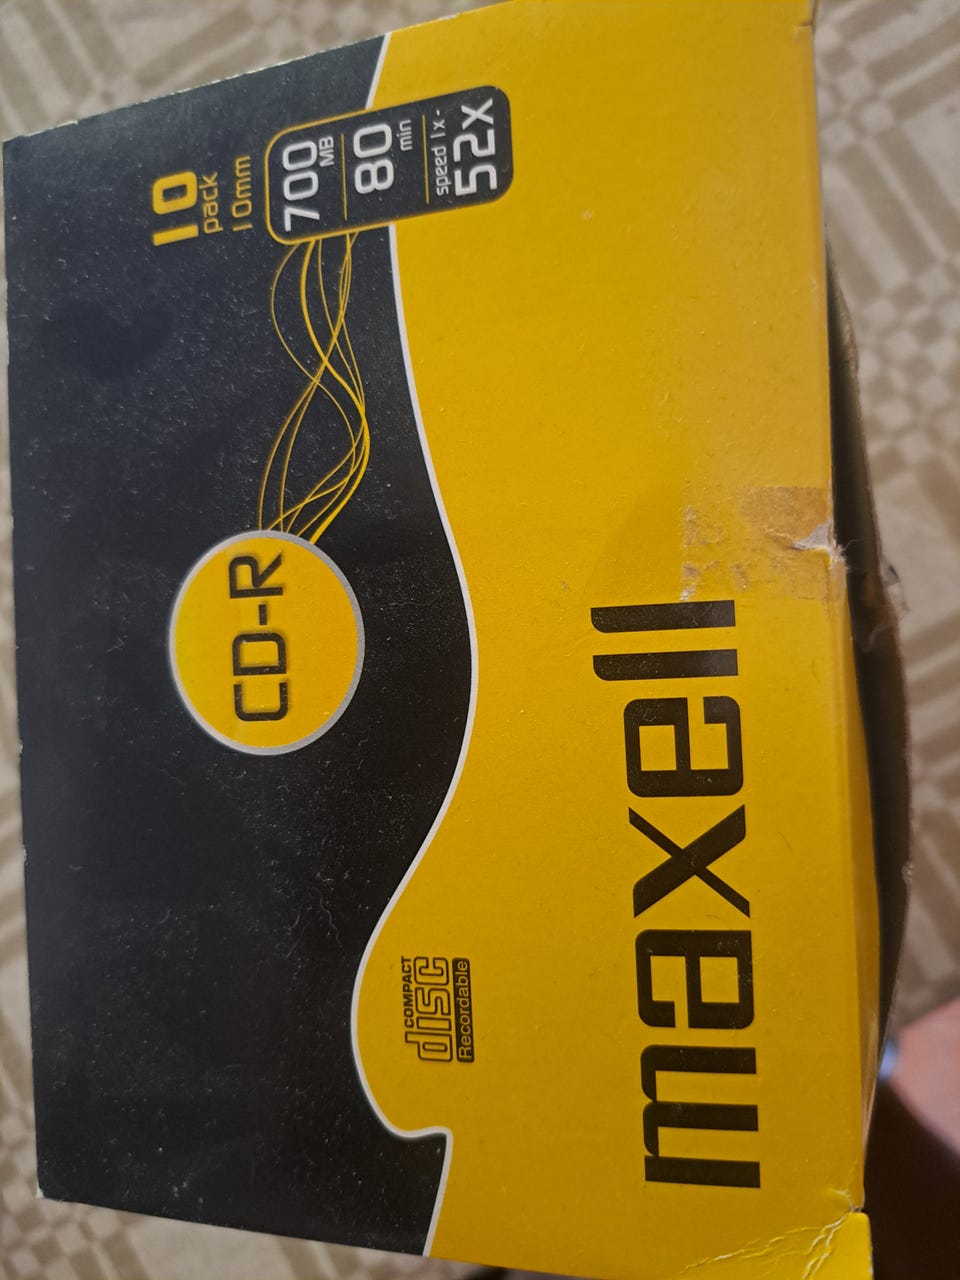 maxell
COMPACT
disc
Recordable
CD-R
10
pack
10mm
700
MB
80
min
speed 1x-
52X